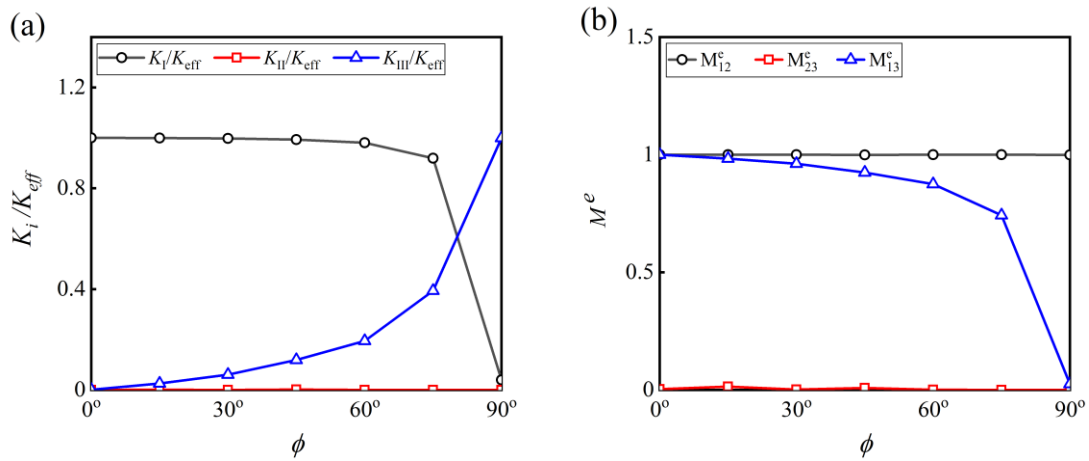 (a)
K_I/K_eff K_II/K_eff K_III/K_eff
1.2
0.8
0.4
0
0° 30° 60° 90°
K_i/K_eff
ϕ
(b)
M^e_12 M^e_23 M^e_13
1.5
1
0.5
0
0° 30° 60° 90°
M^e
ϕ